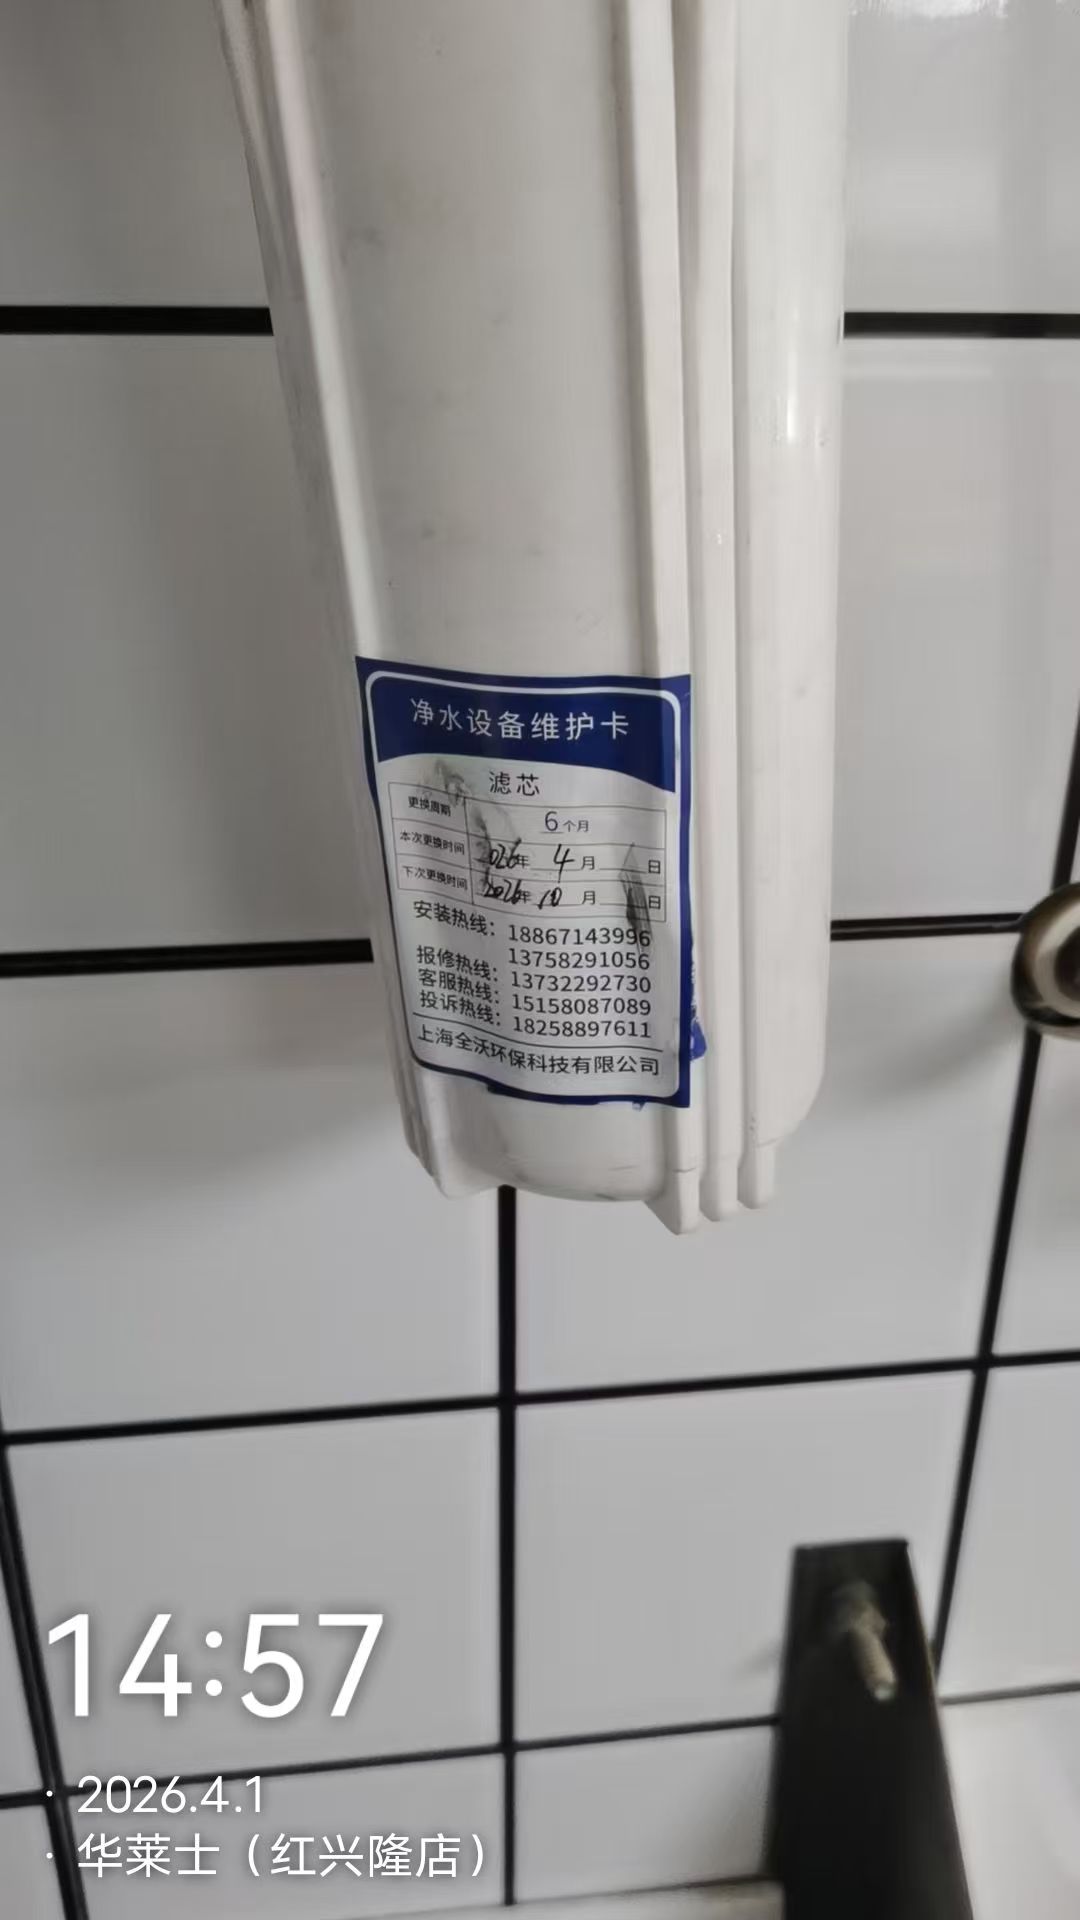 净水设备维护卡
滤芯
更换周期 6个月
本次更换时间 2026年 4月 日
下次更换时间 2026年 10月 日
安装热线：18867143996
13758291056
报修热线：13732292730
客服热线：15158087089
投诉热线：18258897611
上海全沃环保科技有限公司
14:57
· 2026.4.1
· 华莱士（红兴隆店）